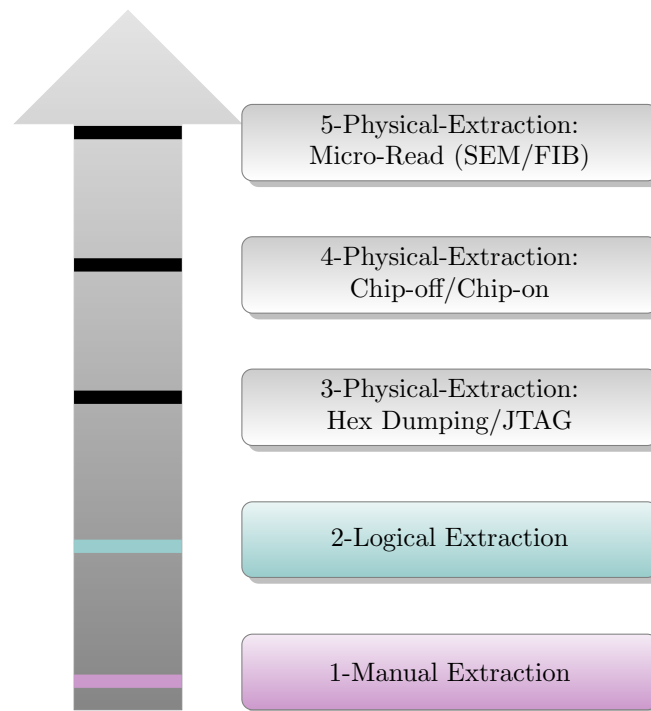 5-Physical-Extraction:
Micro-Read (SEM/FIB)
4-Physical-Extraction:
Chip-off/Chip-on
3-Physical-Extraction:
Hex Dumping/JTAG
2-Logical Extraction
1-Manual Extraction